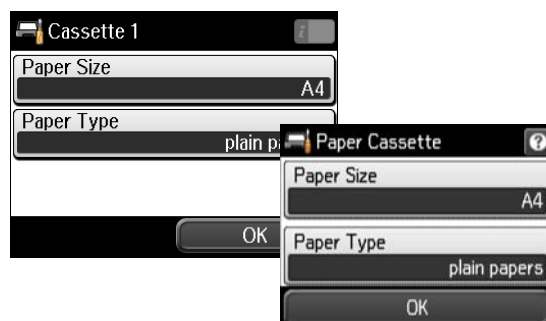 Cassette 1
Paper Size
A4
Paper Type
plain pa
OK
Paper Cassette
Paper Size
A4
Paper Type
plain papers
OK